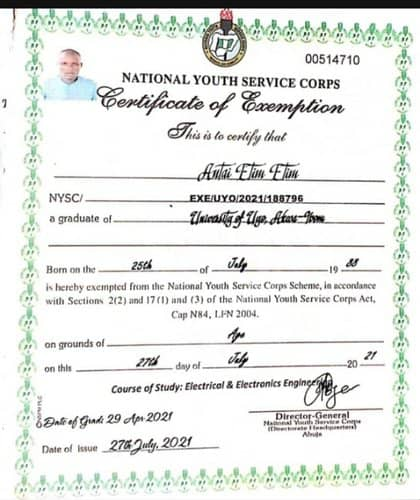 00514710
NATIONAL YOUTH SERVICE CORPS
Certificate of Exemption
This is to certify that
Antai Etim Etim
NYSC/ EXE/UYO/2021/188796
a graduate of University of Uyo, Akwa-Ibom
Born on the 25th of July 19 88
is hereby exempted from the National Youth Service Corps Scheme, in accordance
with Sections 2(2) and 17(1) and (3) of the National Youth Service Corps Act,
Cap N84, LFN 2004.
on grounds of Age
on this 27th day of July 20 21
Course of Study: Electrical & Electronics Engineering
Date of Grad: 29 Apr 2021
Director-General
National Youth Service Corps
(Directorate Headquarters)
Abuja
Date of issue 27th July, 2021